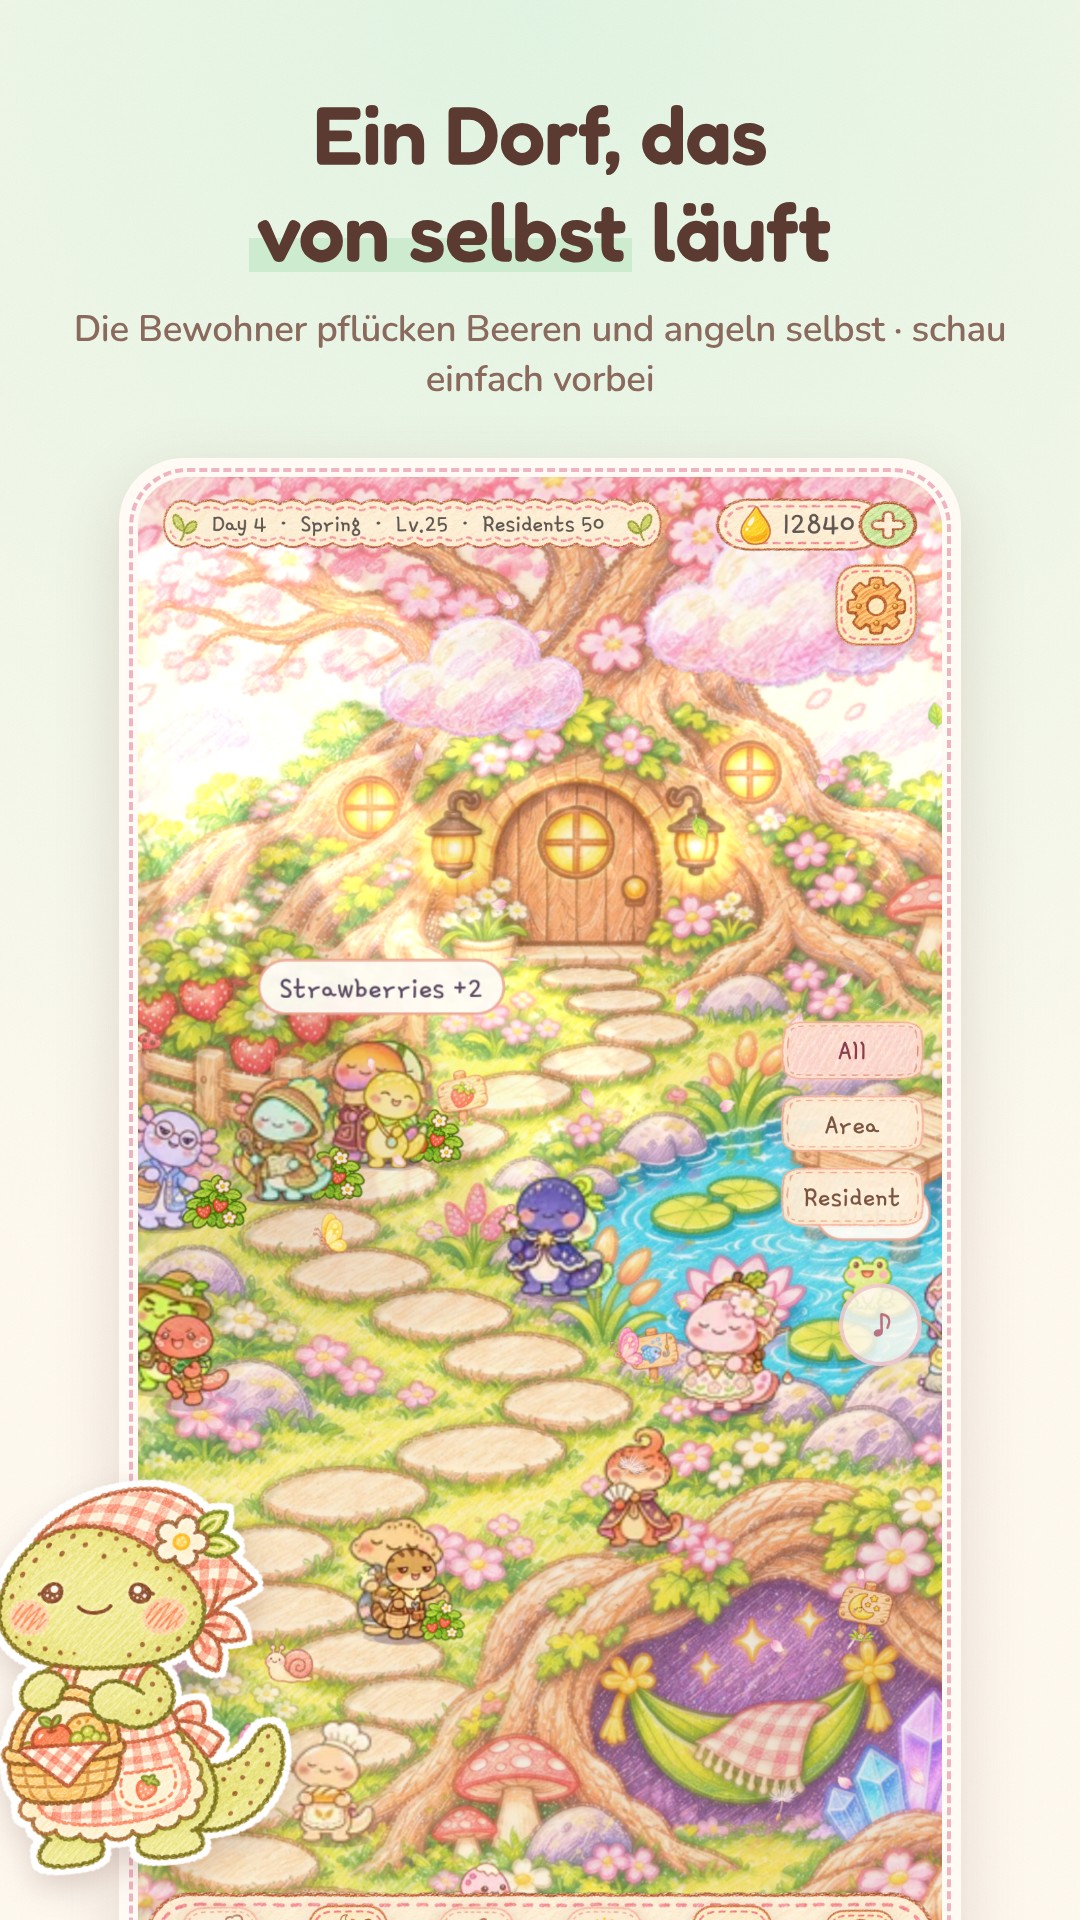 Ein Dorf, das
von selbst läuft
Die Bewohner pflücken Beeren und angeln selbst · schau
einfach vorbei
Day 4 · Spring · Lv.25 · Residents 50
12840
Strawberries +2
All
Area
Resident